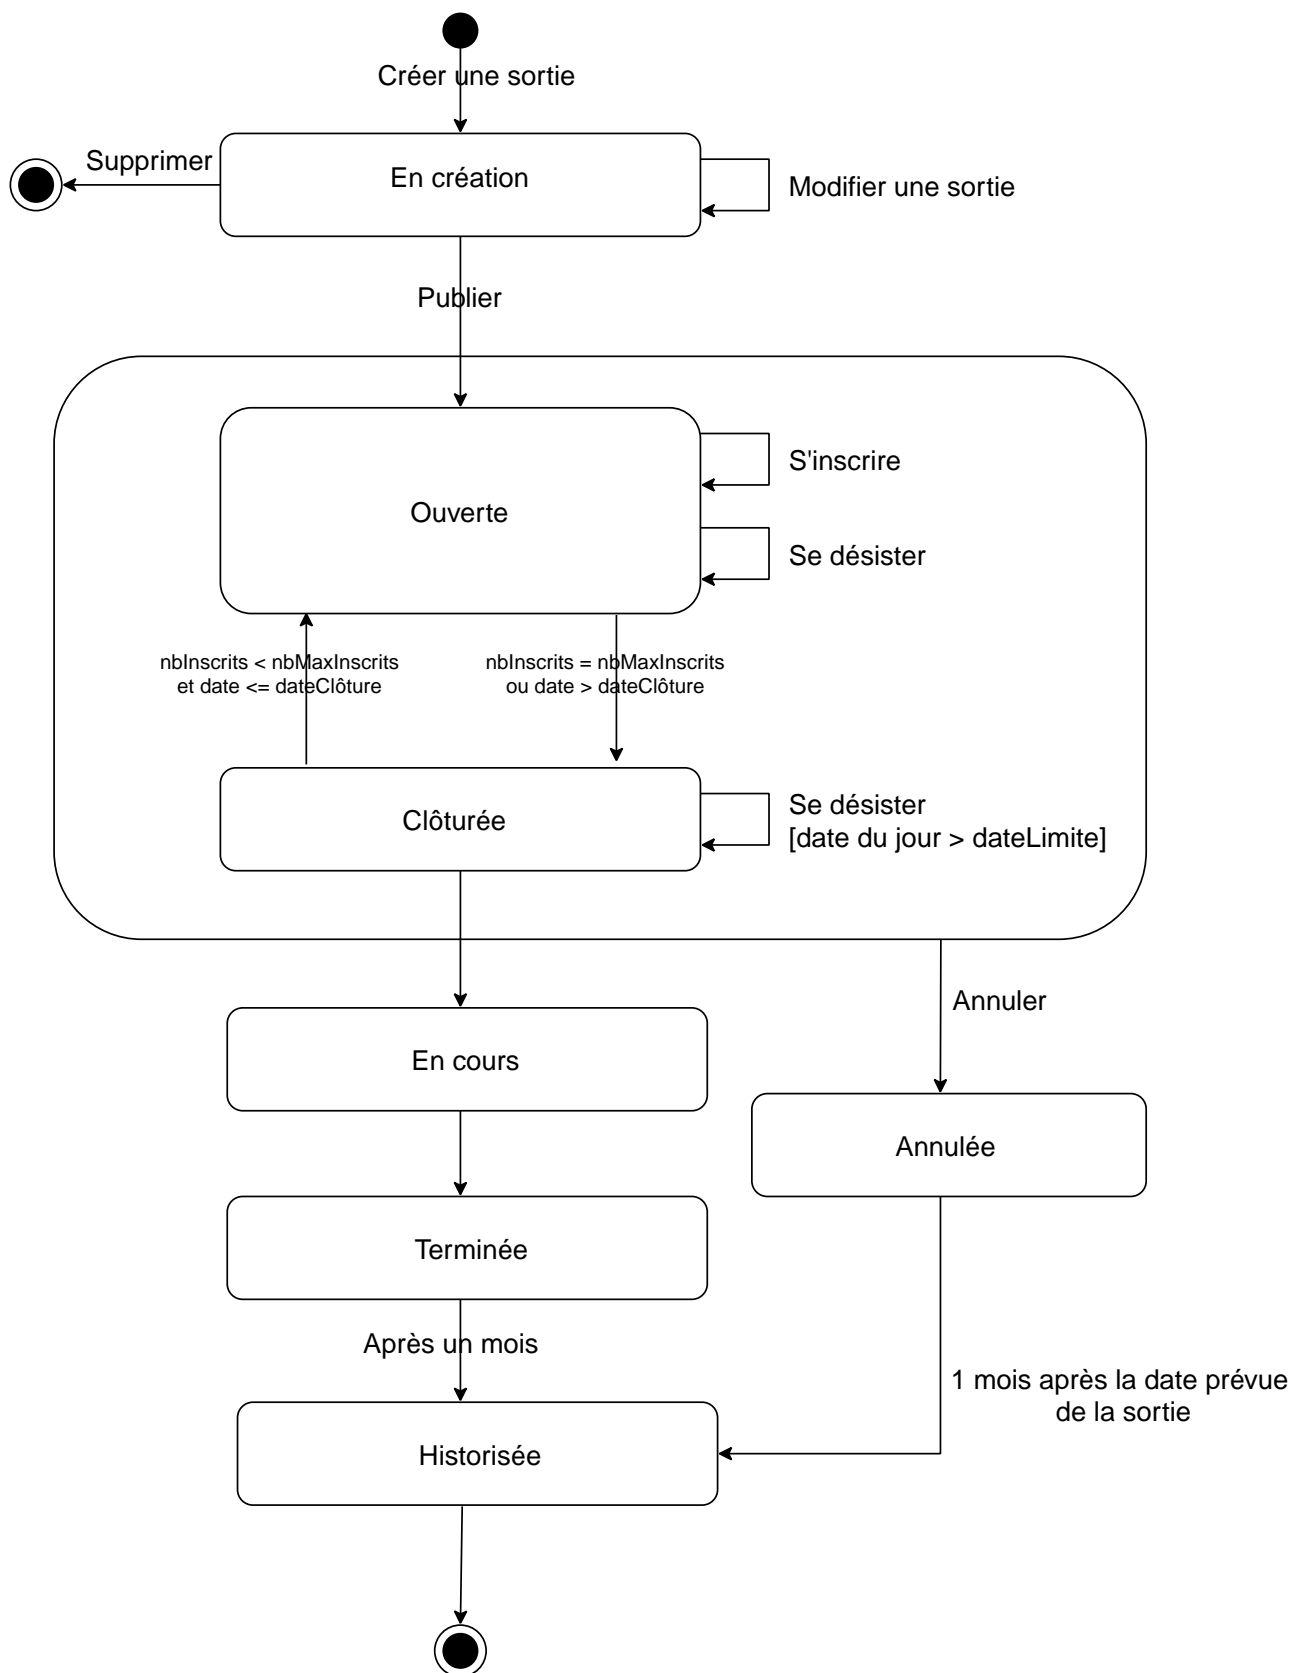 Créer une sortie
Supprimer
En création
Modifier une sortie
Publier
S'inscrire
Ouverte
Se désister
nbInscrits < nbMaxInscrits
et date <= dateClôture
nbInscrits = nbMaxInscrits
ou date > dateClôture
Clôturée
Se désister
[date du jour > dateLimite]
Annuler
En cours
Annulée
Terminée
Après un mois
1 mois après la date prévue
de la sortie
Historisée